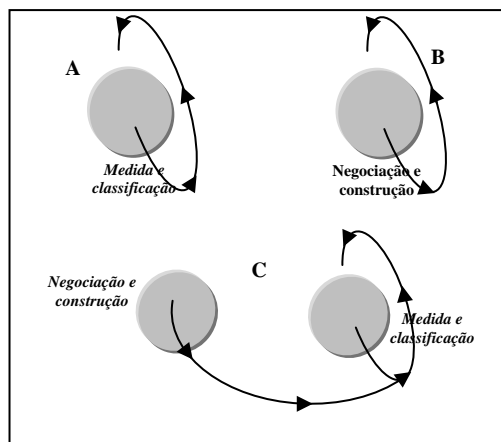 A
Medida e
classificação
B
Negociação e
construção
C
Negociação e
construção
Medida e
classificação